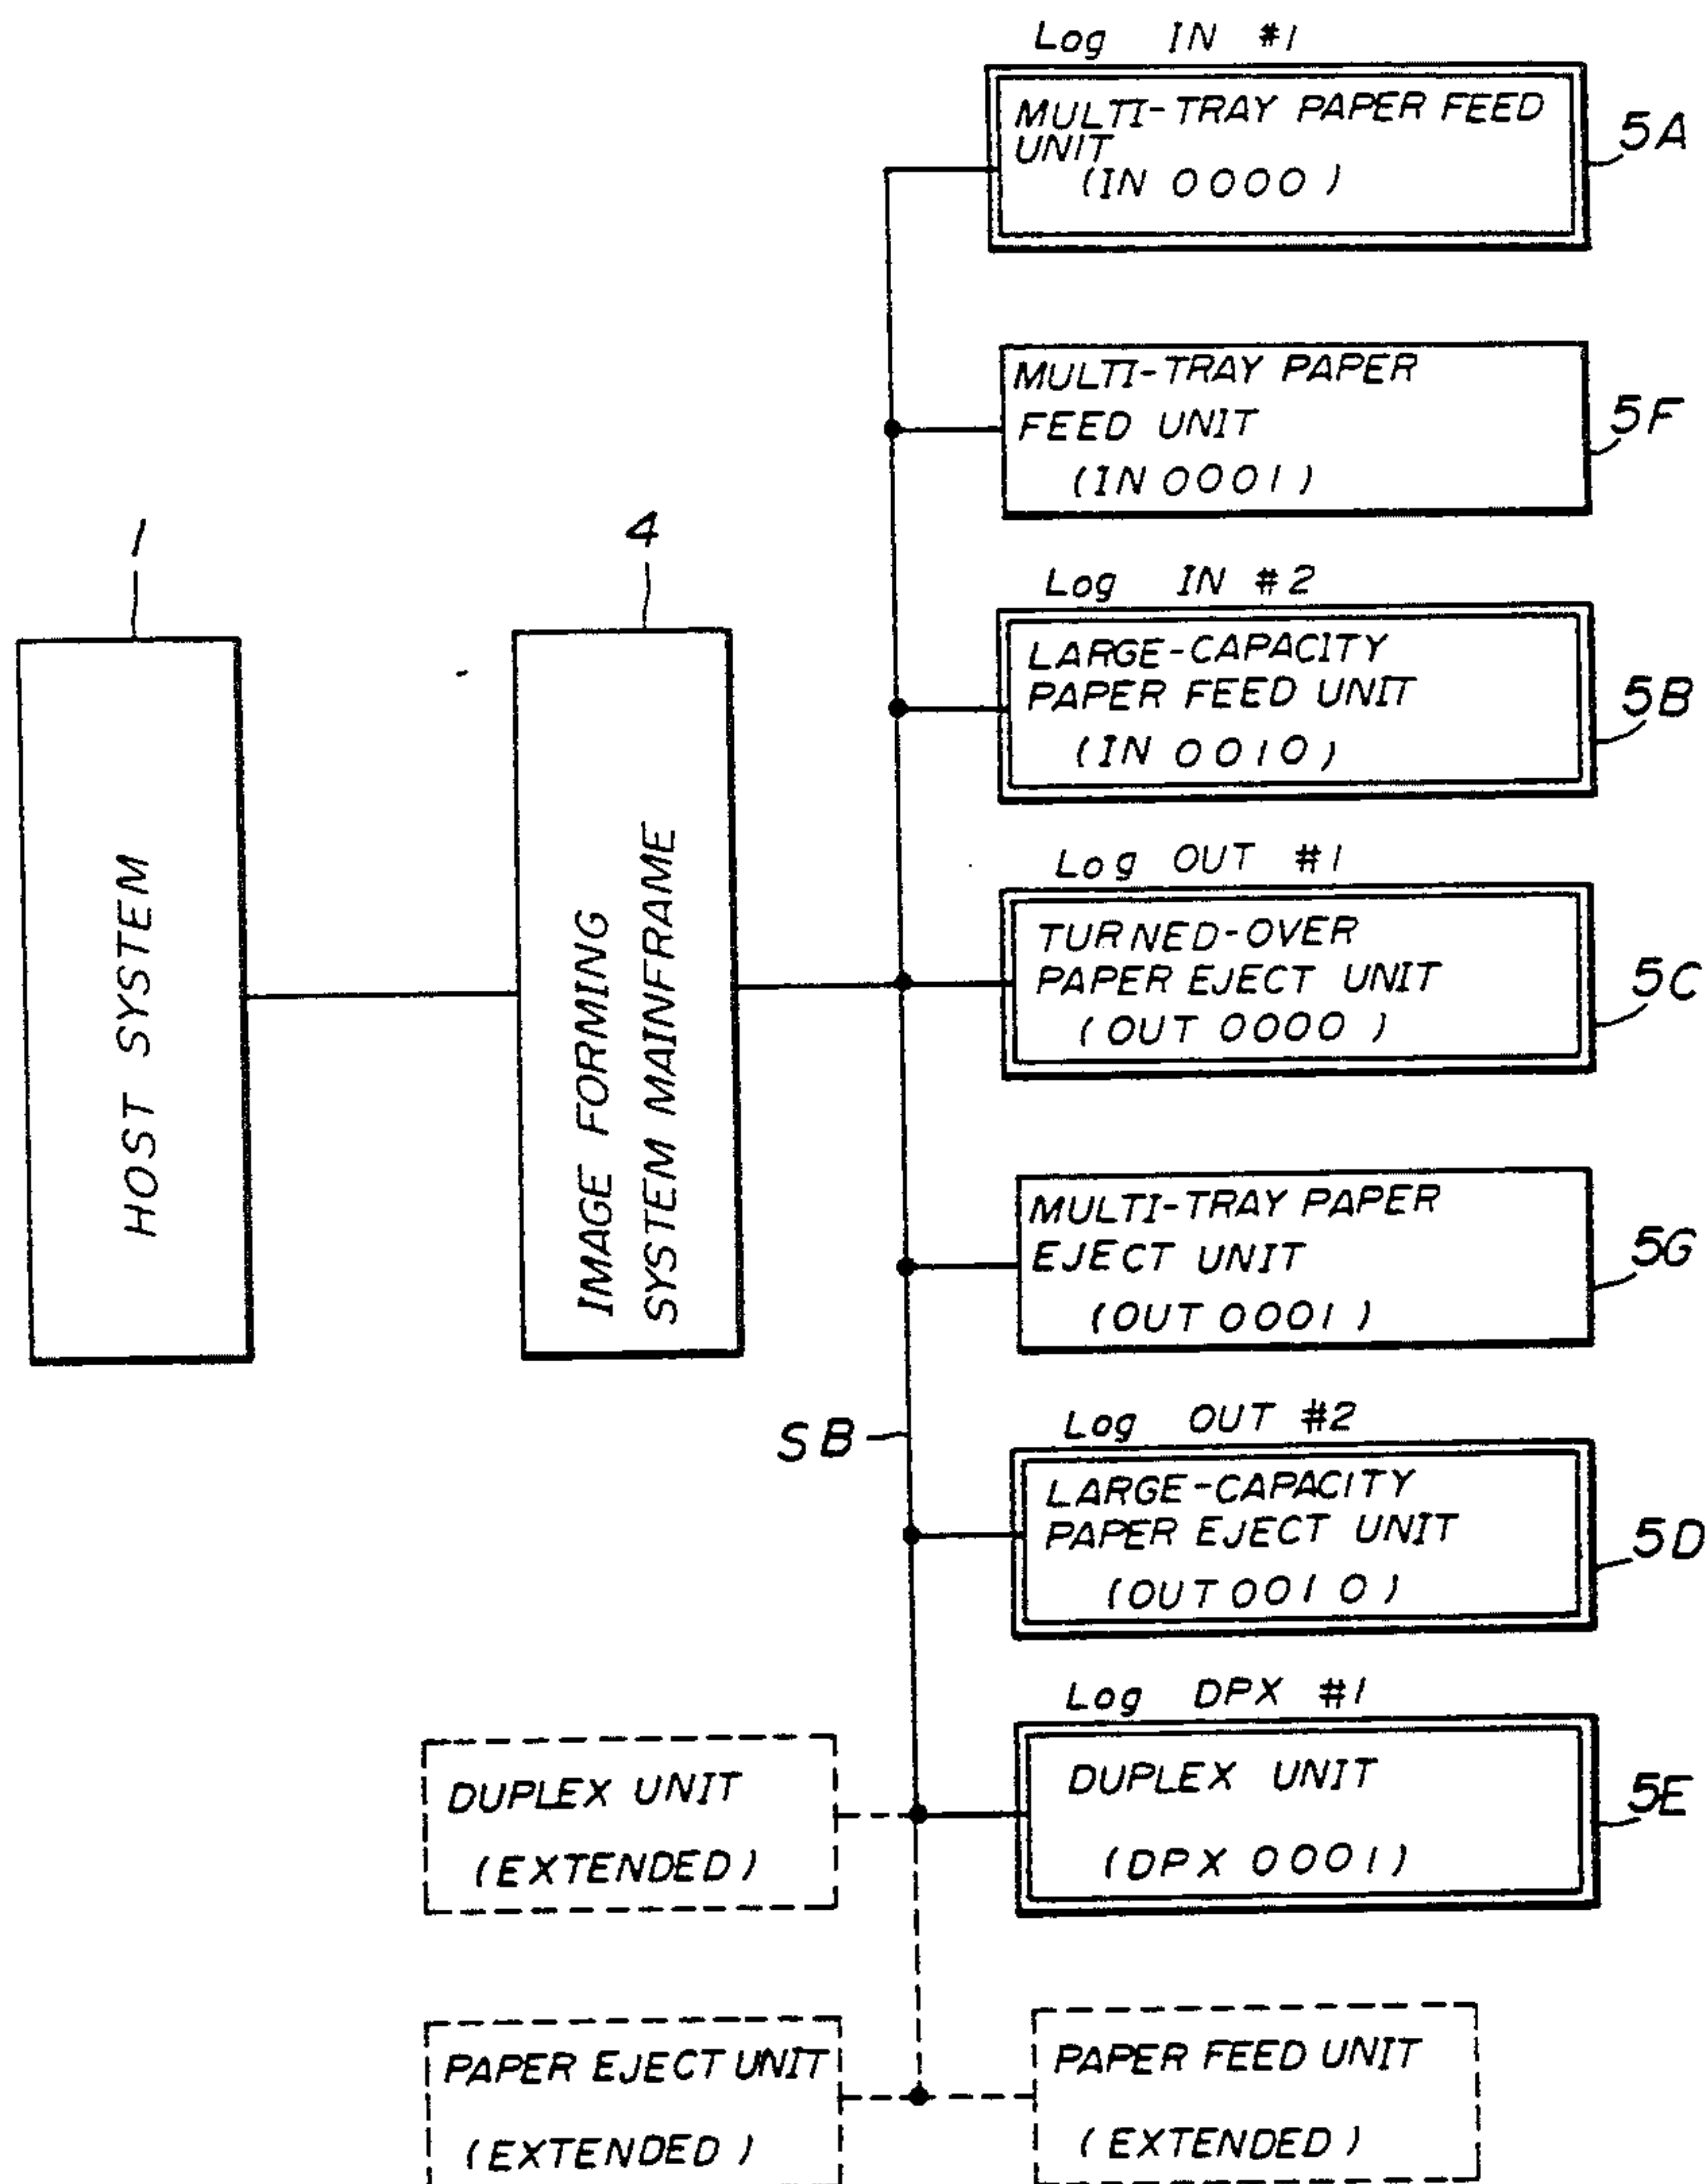 Log IN #1
MULTI-TRAY PAPER FEED
UNIT
(IN 0000)
5A
MULTI-TRAY PAPER
FEED UNIT
(IN 0001)
5F
1
4
Log IN #2
LARGE-CAPACITY
PAPER FEED UNIT
(IN 0010)
5B
HOST SYSTEM
IMAGE FORMING
SYSTEM MAINFRAME
Log OUT #1
TURNED-OVER
PAPER EJECT UNIT
(OUT 0000)
5C
MULTI-TRAY PAPER
EJECT UNIT
(OUT 0001)
5G
SB
Log OUT #2
LARGE-CAPACITY
PAPER EJECT UNIT
(OUT 0010)
5D
Log DPX #1
DUPLEX UNIT
(DPX 0001)
5E
DUPLEX UNIT
(EXTENDED)
PAPER EJECT UNIT
(EXTENDED)
PAPER FEED UNIT
(EXTENDED)